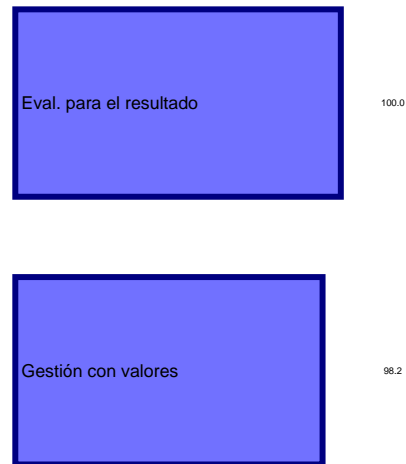 Eval. para el resultado 100.0
Gestión con valores 98.2